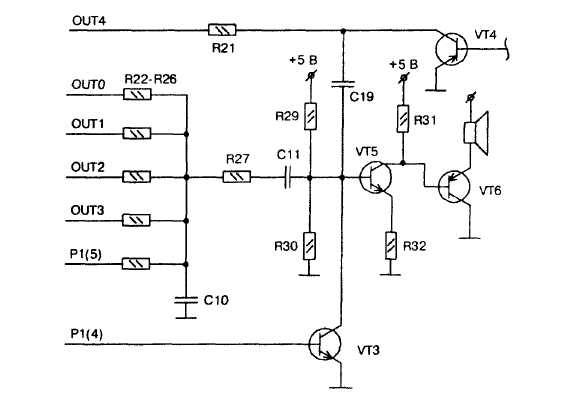 OUT4
R21
VT4
+5 В
+5 В
OUT0
R22-R26
C19
R29
R31
OUT1
VT5
OUT2
R27
C11
VT6
OUT3
R30
R32
P1(5)
C10
P1(4)
VT3